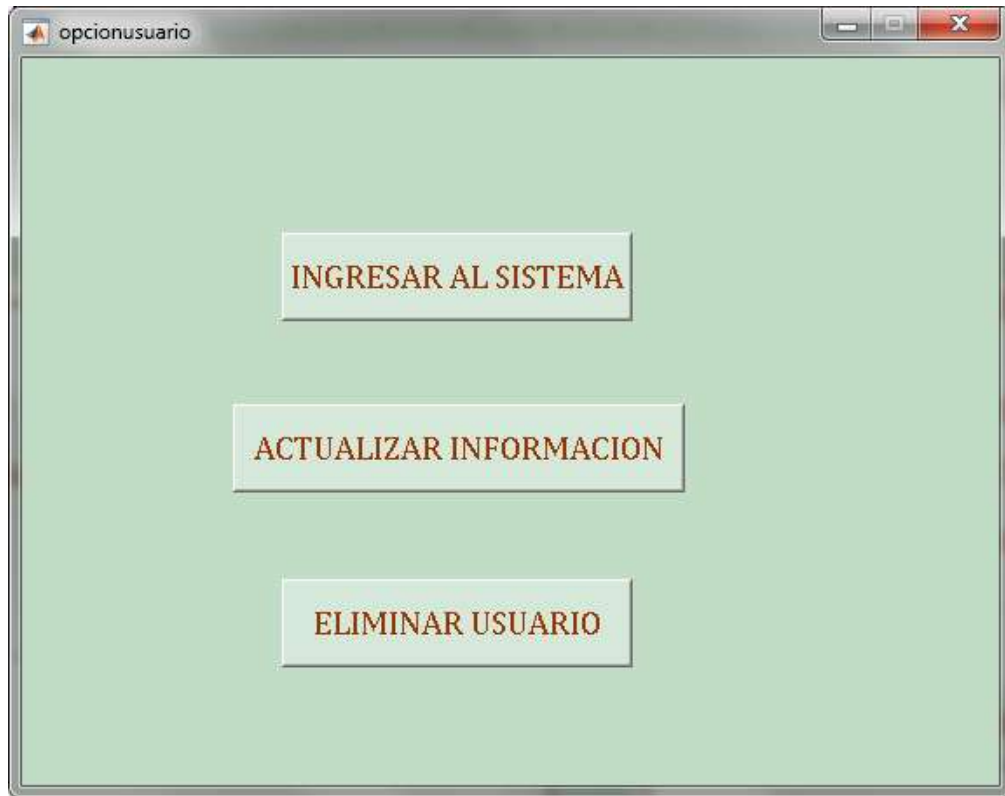 opcionusuario
INGRESAR AL SISTEMA
ACTUALIZAR INFORMACION
ELIMINAR USUARIO